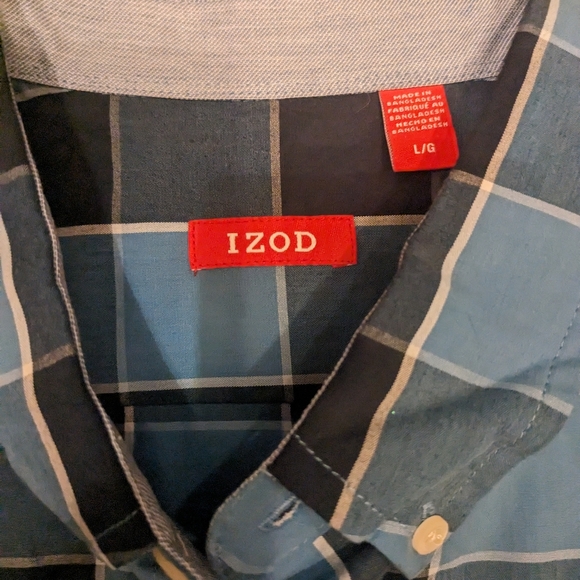 MADE IN
BANGLADESH
FABRIQUÉ AU
BANGLADESH
HECHO EN
BANGLADESH
L/G
IZOD